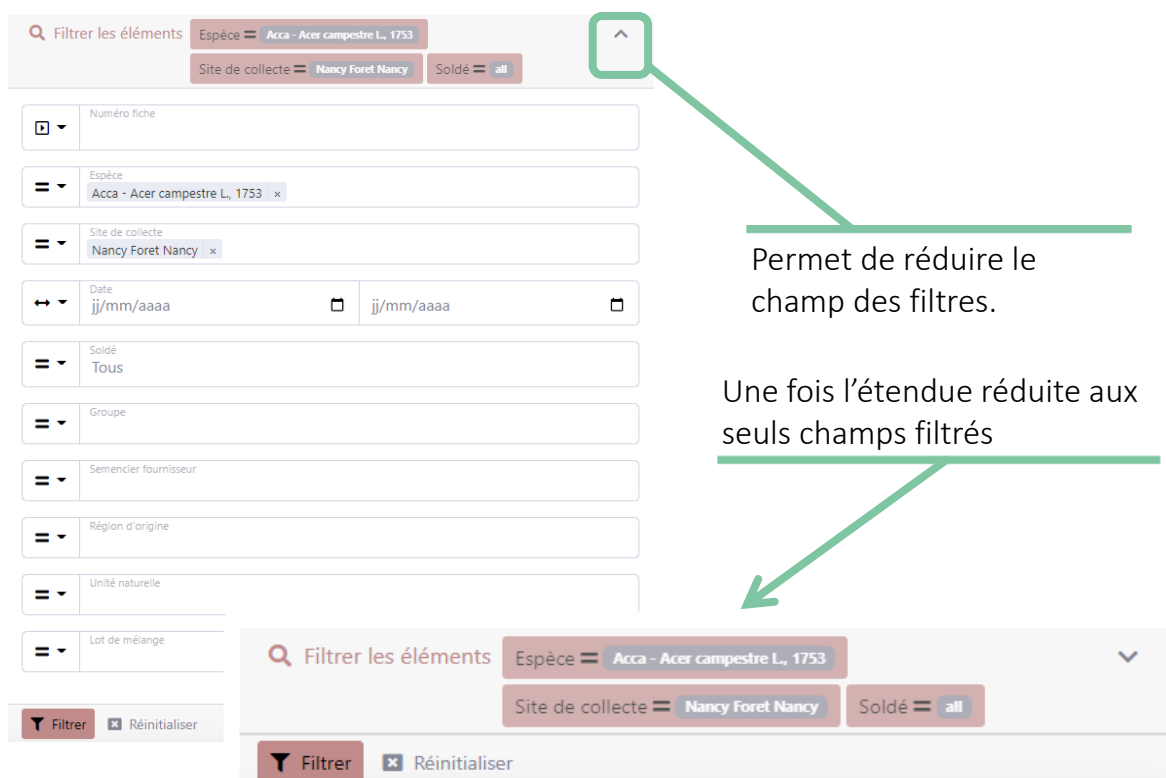 Filtrer les éléments Espèce = Acca - Acer campestre L., 1753
Site de collecte = Nancy Foret Nancy Soldé = all
Numéro fiche
Espèce
Acca - Acer campestre L., 1753 ×
Site de collecte
Nancy Foret Nancy ×
Date
jj/mm/aaaa jj/mm/aaaa
Soldé
Tous
Groupe
Semencier fournisseur
Région d'origine
Unité naturelle
Lot de mélange
Filtrer Réinitialiser
Permet de réduire le
champ des filtres.
Une fois l’étendue réduite aux
seuls champs filtrés
Filtrer les éléments Espèce = Acca - Acer campestre L., 1753
Site de collecte = Nancy Foret Nancy Soldé = all
Filtrer Réinitialiser